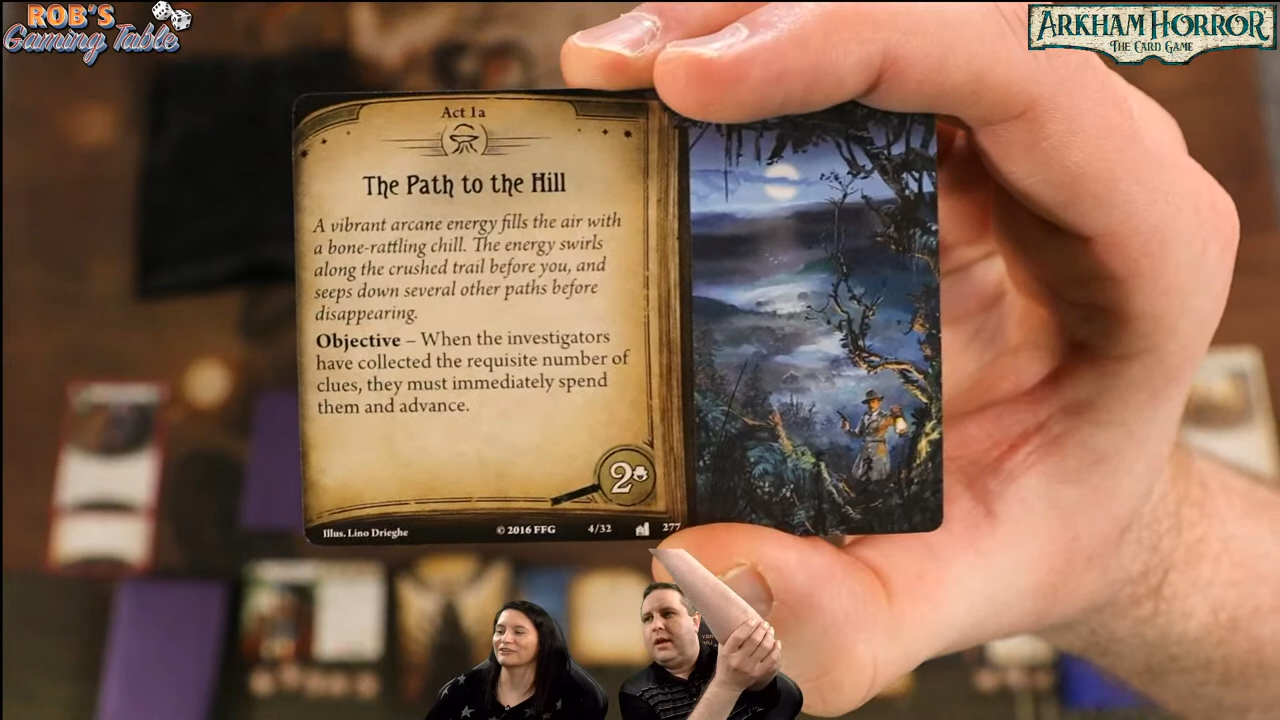 ROB'S
Gaming Table
ARKHAM HORROR
THE CARD GAME
Act 1a
The Path to the Hill
A vibrant arcane energy fills the air with
a bone-rattling chill. The energy swirls
along the crushed trail before you, and
seeps down several other paths before
disappearing.
Objective – When the investigators
have collected the requisite number of
clues, they must immediately spend
them and advance.
2
Illus. Lino Drieghe
© 2016 FFG
4/32
277